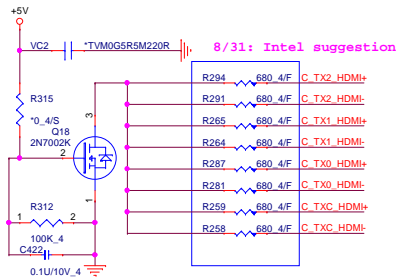 +5V
VC2 *TVM0G5R5M220R
8/31: Intel suggestion
R294 680_4/F C_TX2_HDMI+
R315
*0_4/S
R291 680_4/F C_TX2_HDMI-
Q18
2N7002K
3
R265 680_4/F C_TX1_HDMI+
R264 680_4/F C_TX1_HDMI-
2
R287 680_4/F C_TX0_HDMI+
R281 680_4/F C_TX0_HDMI-
1
R312
R259 680_4/F C_TXC_HDMI+
1 2
100K_4
R258 680_4/F C_TXC_HDMI-
C422
0.1U/10V_4